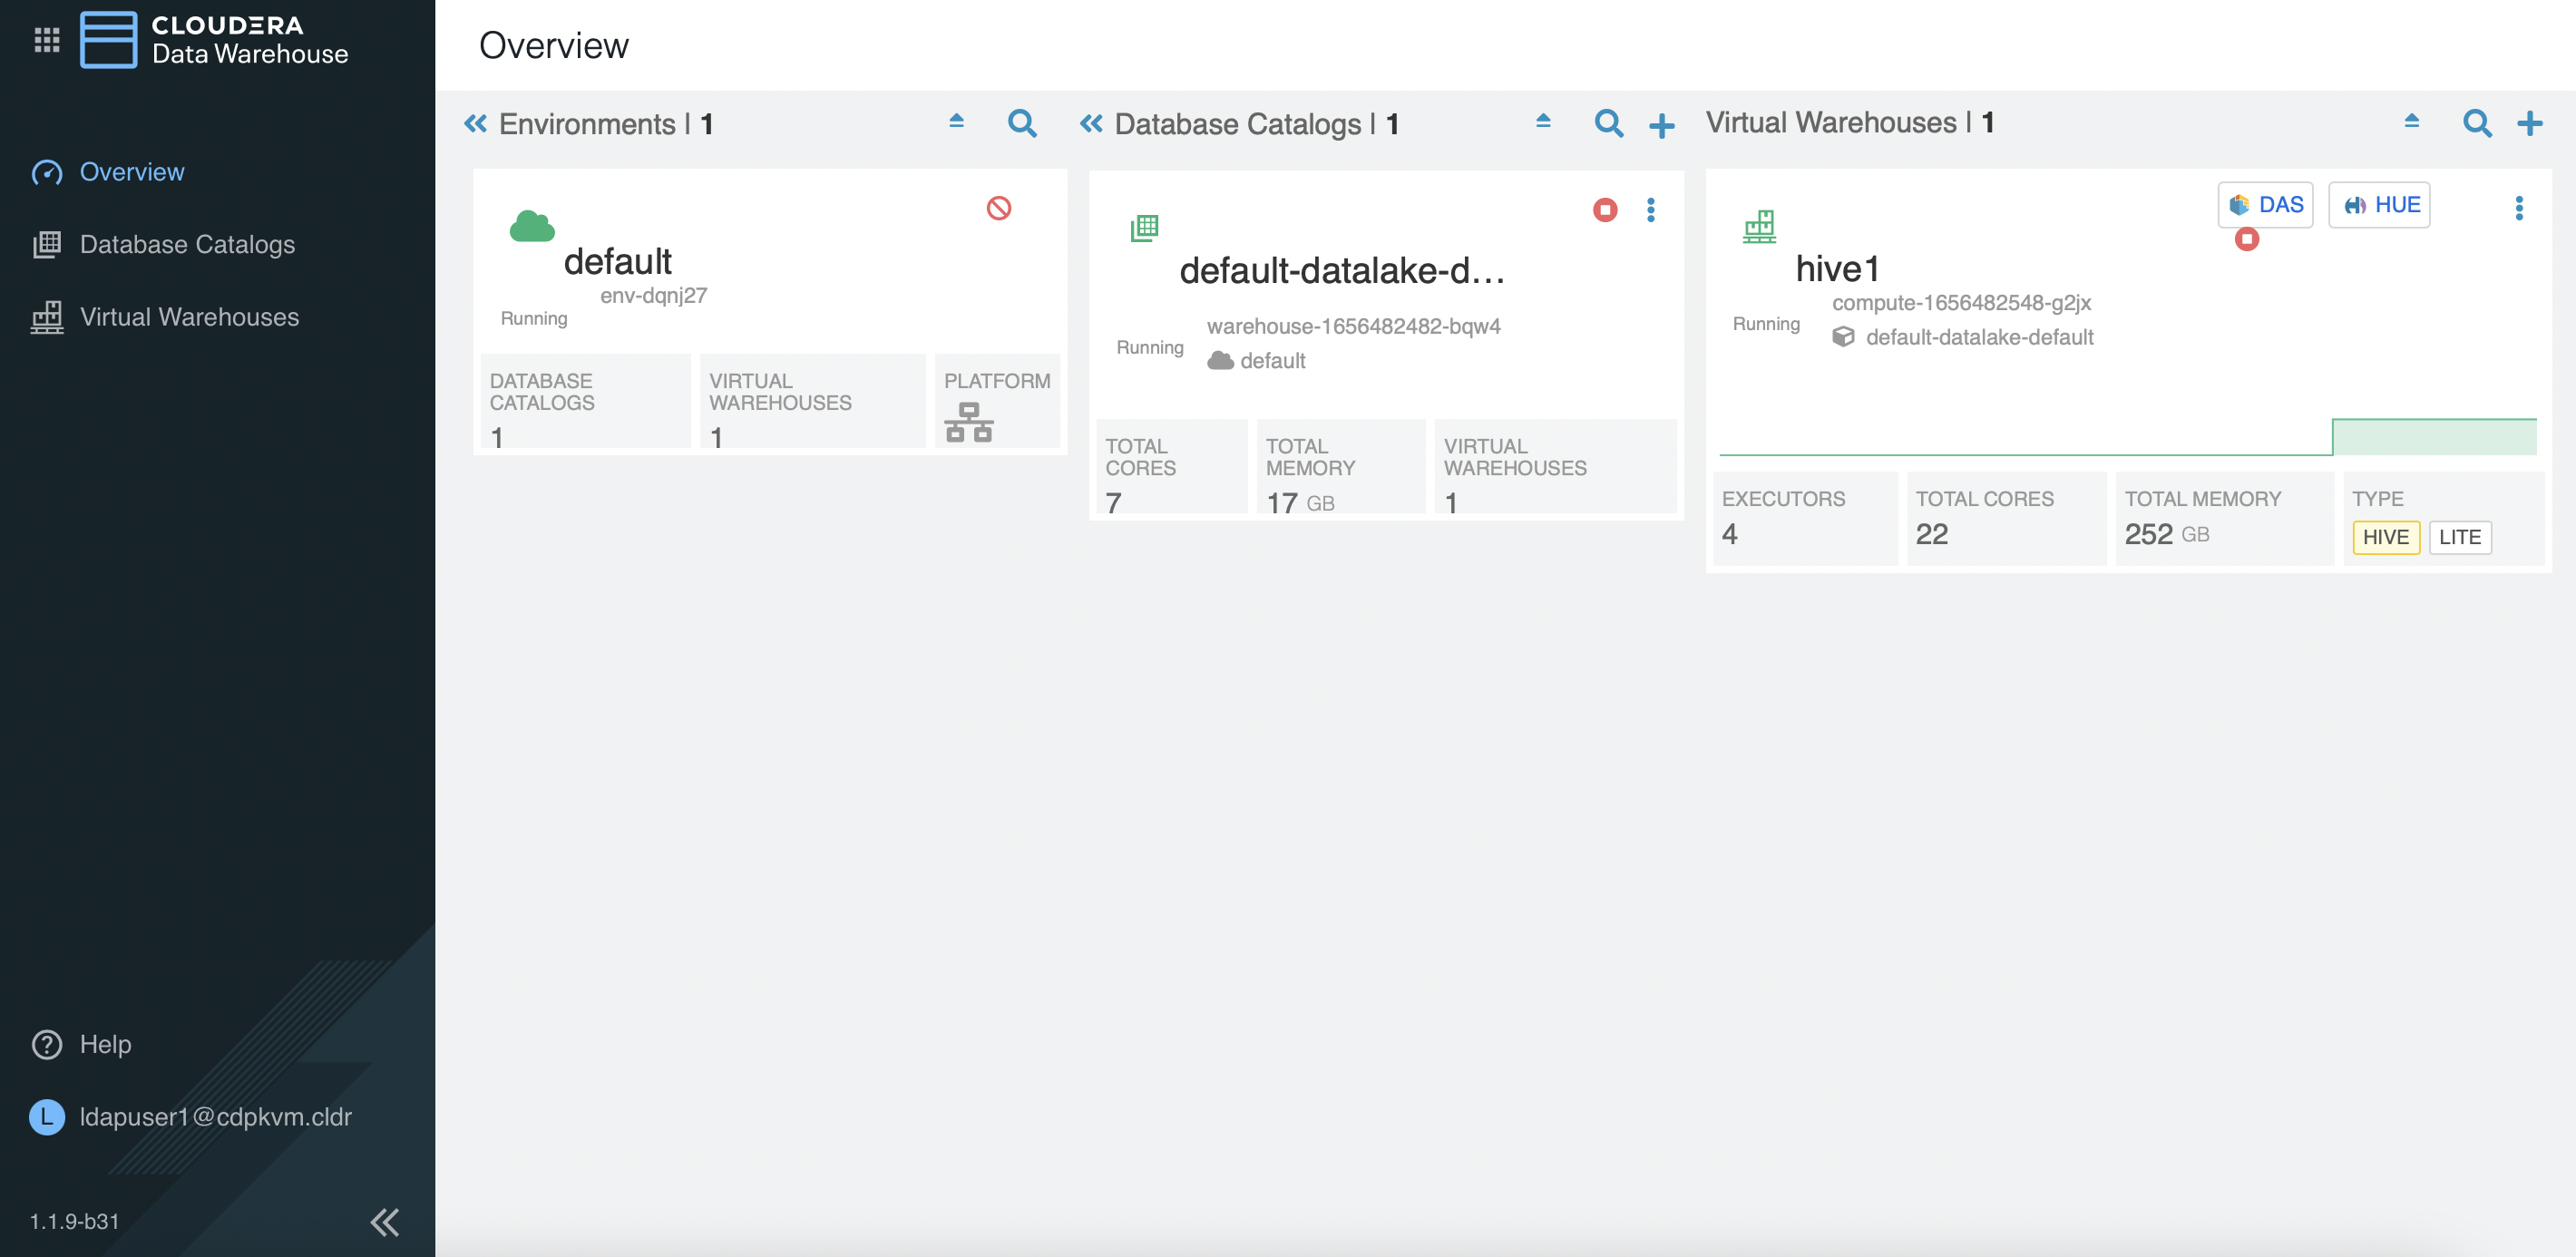 CLOUDERA
Data Warehouse
Overview
Database Catalogs
Virtual Warehouses
Help
L
ldapuser1@cdpkvm.cldr
1.1.9-b31
Overview
Environments | 1
default
env-dqnj27
Running
DATABASE
CATALOGS
1
VIRTUAL
WAREHOUSES
1
PLATFORM
Database Catalogs | 1
default-datalake-d...
warehouse-1656482482-bqw4
Running
default
TOTAL
CORES
7
TOTAL
MEMORY
17 GB
VIRTUAL
WAREHOUSES
1
Virtual Warehouses | 1
DAS
HUE
hive1
compute-1656482548-g2jx
Running
default-datalake-default
EXECUTORS
4
TOTAL CORES
22
TOTAL MEMORY
252 GB
TYPE
HIVE LITE